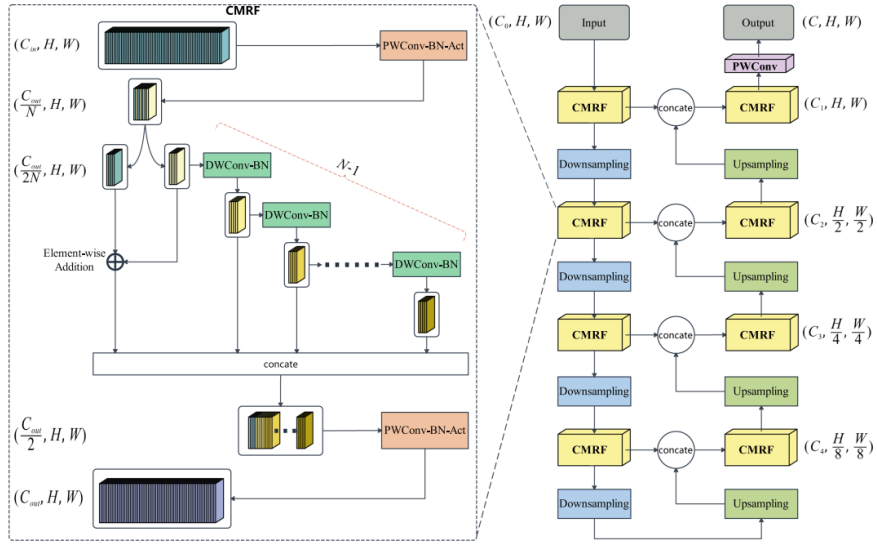 CMRF
(C_in, H, W)
PWConv-BN-Act
(C_out/N, H, W)
(C_out/2N, H, W)
DWConv-BN
N-1
DWConv-BN
Element-wise
Addition
DWConv-BN
concate
(C_out/2, H, W)
PWConv-BN-Act
(C_out, H, W)
(C_0, H, W)
Input
Output
(C, H, W)
PWConv
CMRF
concate
CMRF
(C_1, H, W)
Downsampling
Upsampling
CMRF
concate
CMRF
(C_2, H/2, W/2)
Downsampling
Upsampling
CMRF
concate
CMRF
(C_3, H/4, W/4)
Downsampling
Upsampling
CMRF
concate
CMRF
(C_4, H/8, W/8)
Downsampling
Upsampling